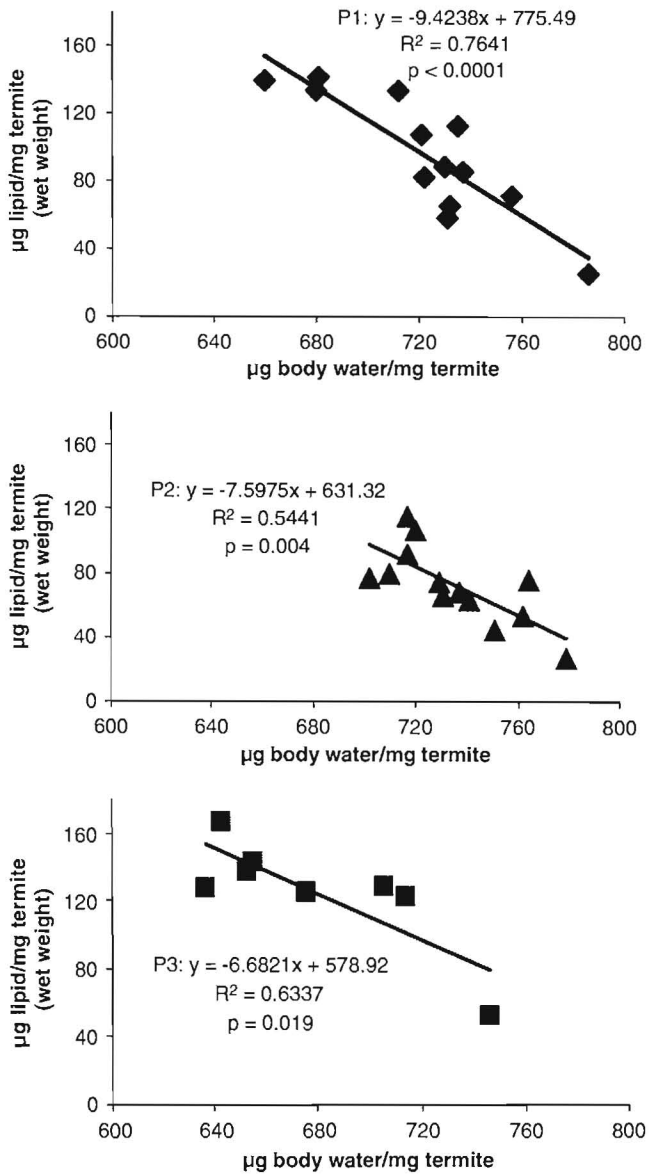 P1: y = -9.4238x + 775.49
R² = 0.7641
p < 0.0001
µg lipid/mg termite
(wet weight)
160
120
80
40
0
600 640 680 720 760 800
µg body water/mg termite
P2: y = -7.5975x + 631.32
R² = 0.5441
p = 0.004
µg lipid/mg termite
(wet weight)
160
120
80
40
0
600 640 680 720 760 800
µg body water/mg termite
µg lipid/mg termite
(wet weight)
160
120
80
40
0
P3: y = -6.6821x + 578.92
R² = 0.6337
p = 0.019
600 640 680 720 760 800
µg body water/mg termite